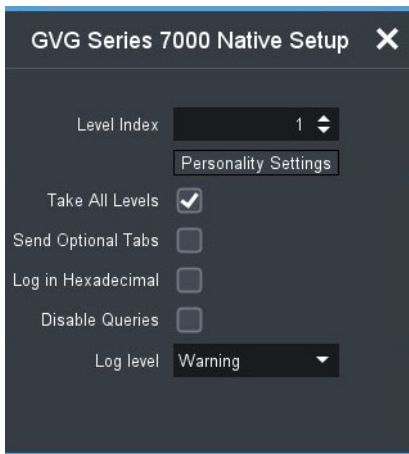 GVG Series 7000 Native Setup
Level Index 1
Personality Settings
Take All Levels
Send Optional Tabs
Log in Hexadecimal
Disable Queries
Log level Warning